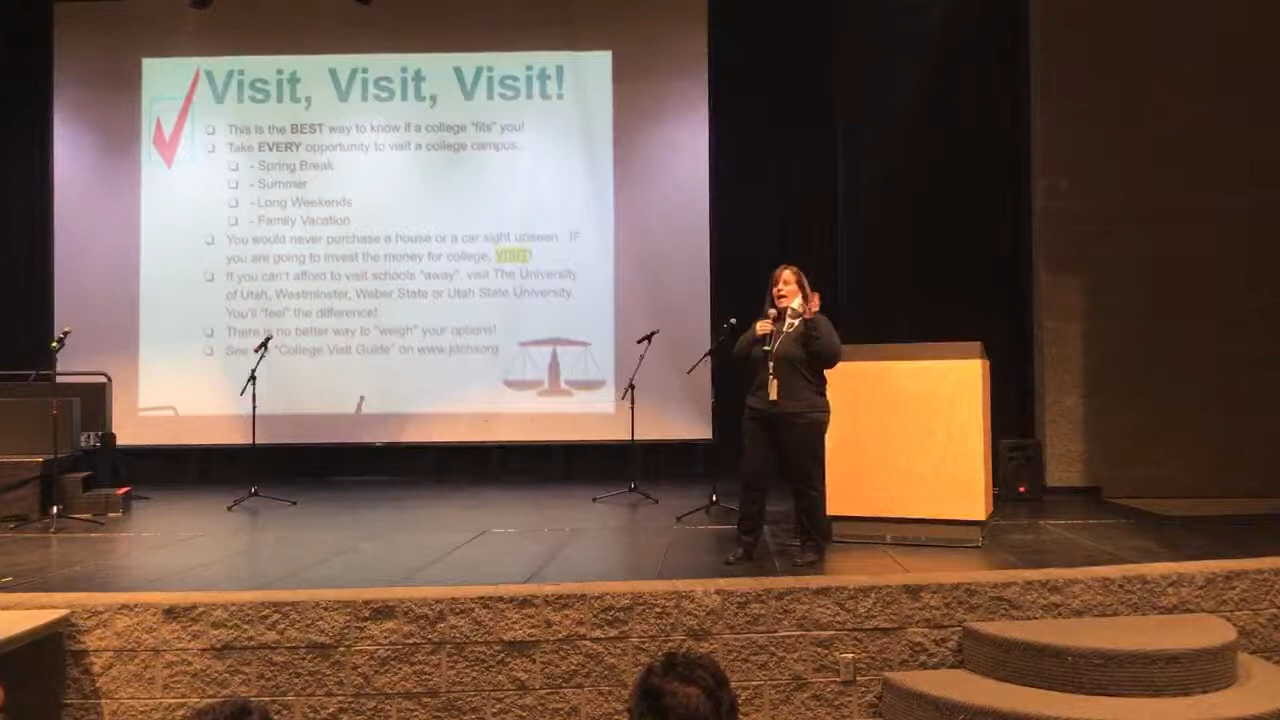 Visit, Visit, Visit!
This is the BEST way to know if a college "fits" you!
Take EVERY opportunity to visit a college campus.
- Spring Break
- Summer
- Long Weekends
- Family Vacation
You would never purchase a house or a car sight unseen. IF
you are going to invest the money for college, VISIT!
If you can't afford to visit schools "away", visit The University
of Utah, Westminster, Weber State or Utah State University.
You'll "feel" the difference!
There is no better way to "weigh" your options!
See "College Visit Guide" on